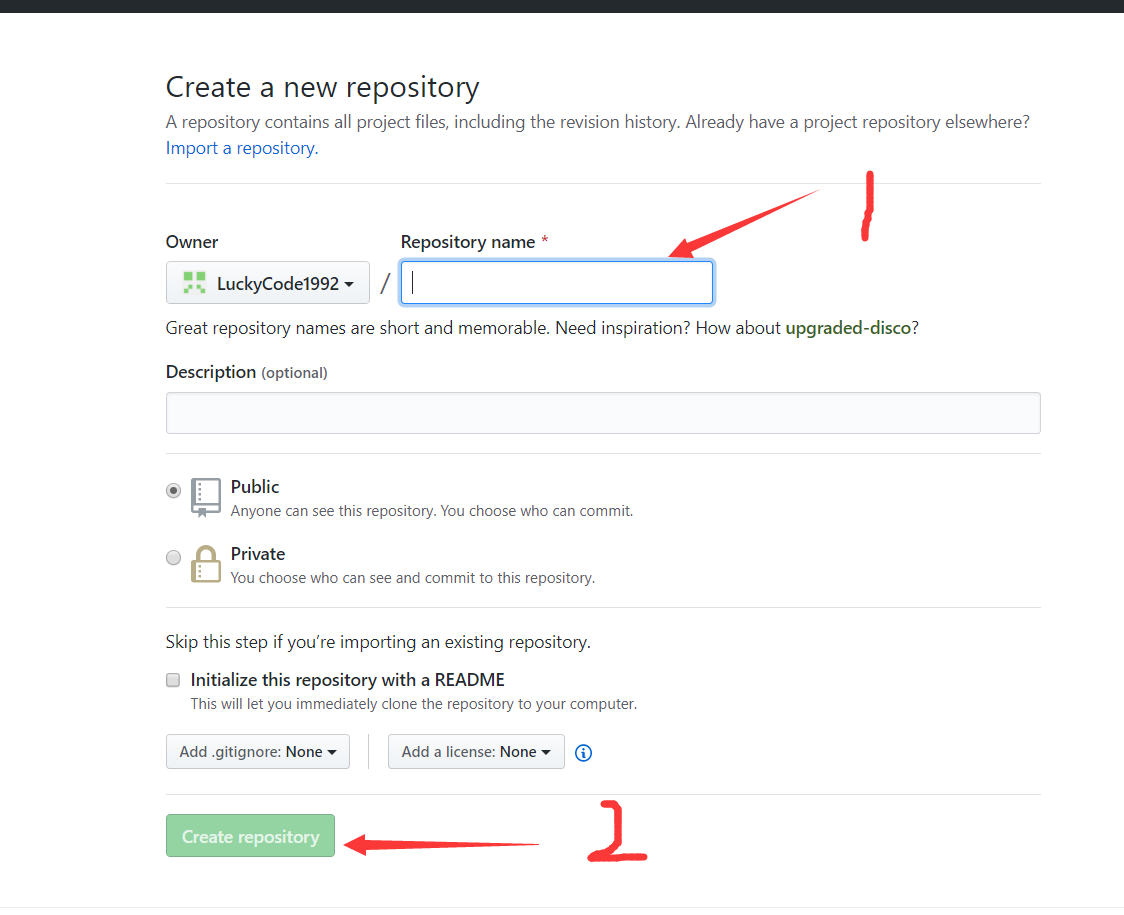 Create a new repository
A repository contains all project files, including the revision history. Already have a project repository elsewhere?
Import a repository.
1
Owner
Repository name *
LuckyCode1992
/
Great repository names are short and memorable. Need inspiration? How about upgraded-disco?
Description (optional)
Public
Anyone can see this repository. You choose who can commit.
Private
You choose who can see and commit to this repository.
Skip this step if you’re importing an existing repository.
Initialize this repository with a README
This will let you immediately clone the repository to your computer.
Add .gitignore: None
Add a license: None
Create repository
2